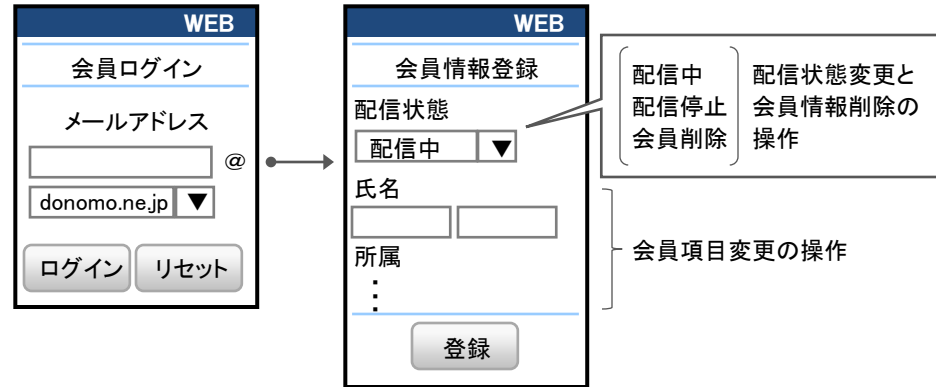 WEB
会員ログイン
メールアドレス
@
donomo.ne.jp ▼
ログイン リセット
WEB
会員情報登録
配信状態
配信中 ▼
氏名
所属
⋮
登録
配信中
配信停止
会員削除
配信状態変更と
会員情報削除の
操作
会員項目変更の操作